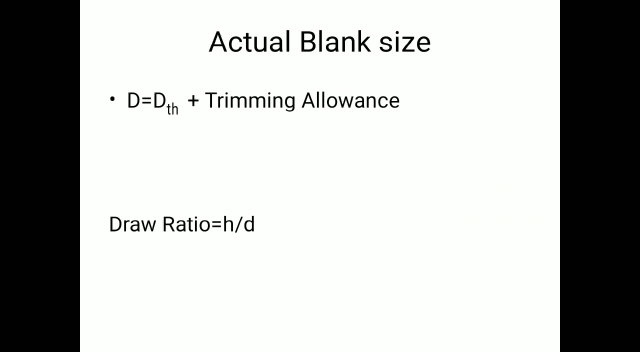 Actual Blank size
• D=Dth + Trimming Allowance
Draw Ratio=h/d